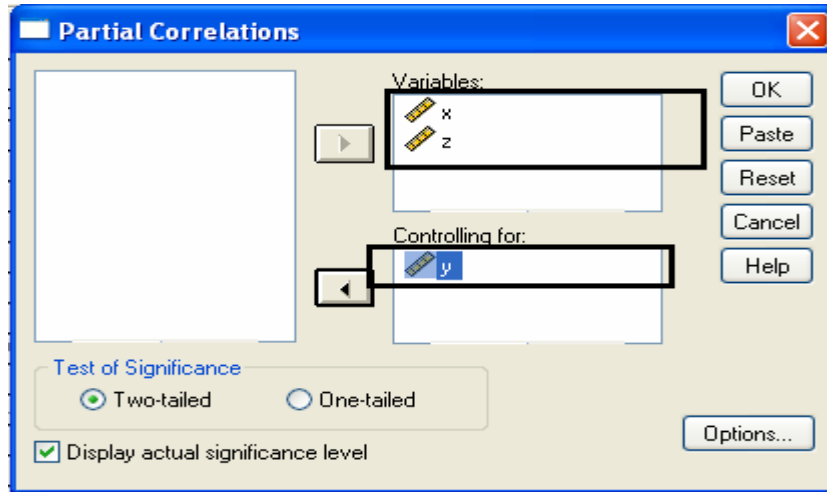 Partial Correlations
Variables:
x
z
Controlling for:
y
OK
Paste
Reset
Cancel
Help
Test of Significance
Two-tailed
One-tailed
Display actual significance level
Options...